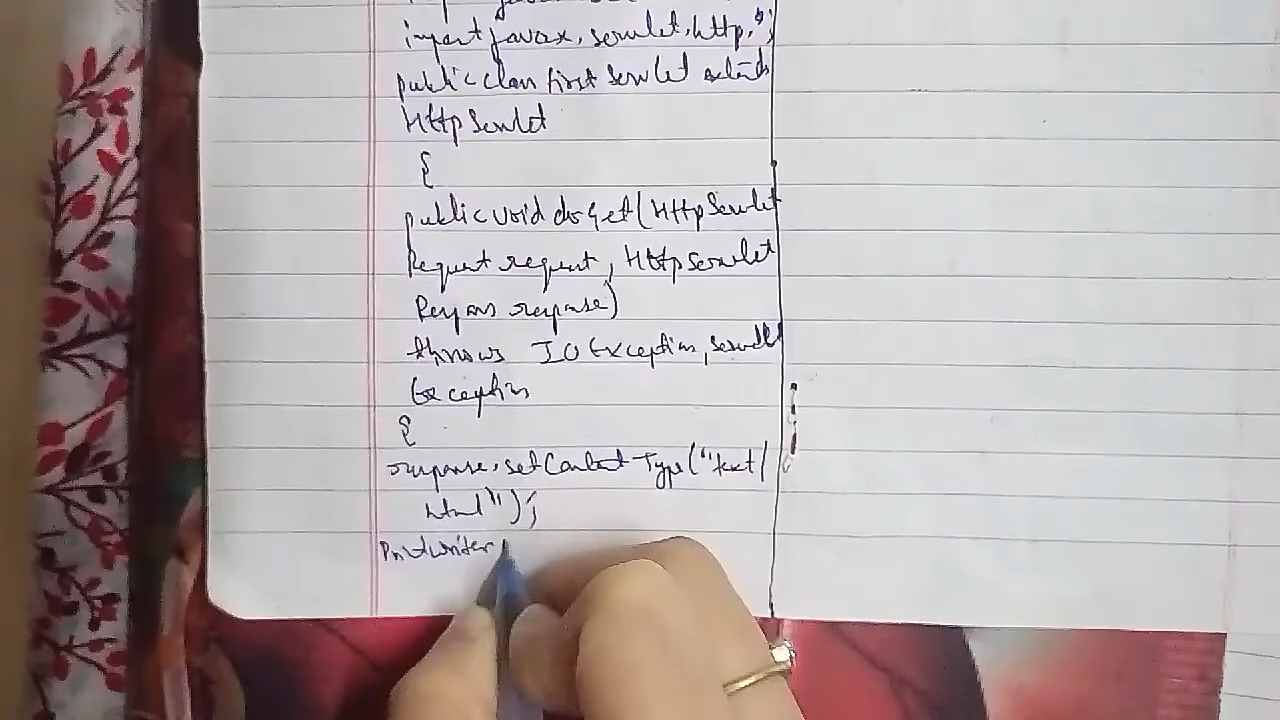 import javax.servlet.http.*;
public class first Servlet extends
HttpServlet
{
public void doGet(HttpServlet
Request request, HttpServlet
Respons response)
throws IOException, Servlet
Exception
{
response.setContentType("text/
html");
Printwriter